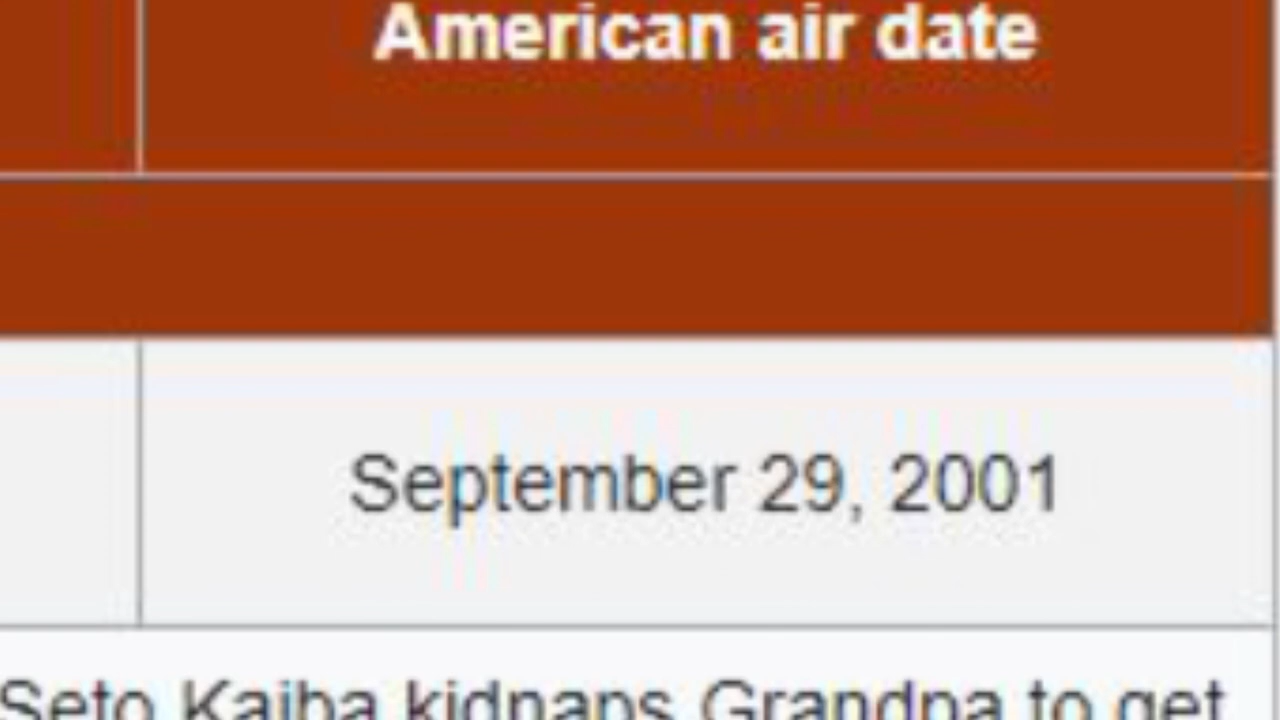 American air date
September 29, 2001
Seto Kaiba kidnaps Grandpa to get